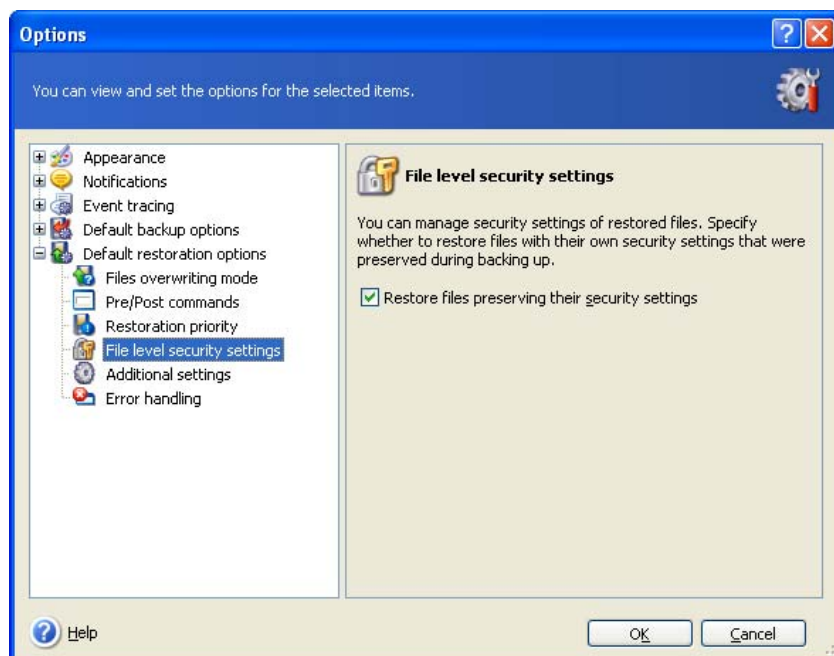 Options
You can view and set the options for the selected items.
Appearance
Notifications
Event tracing
Default backup options
Default restoration options
Files overwriting mode
Pre/Post commands
Restoration priority
File level security settings
Additional settings
Error handling
File level security settings
You can manage security settings of restored files. Specify
whether to restore files with their own security settings that were
preserved during backing up.
Restore files preserving their security settings
Help
OK
Cancel